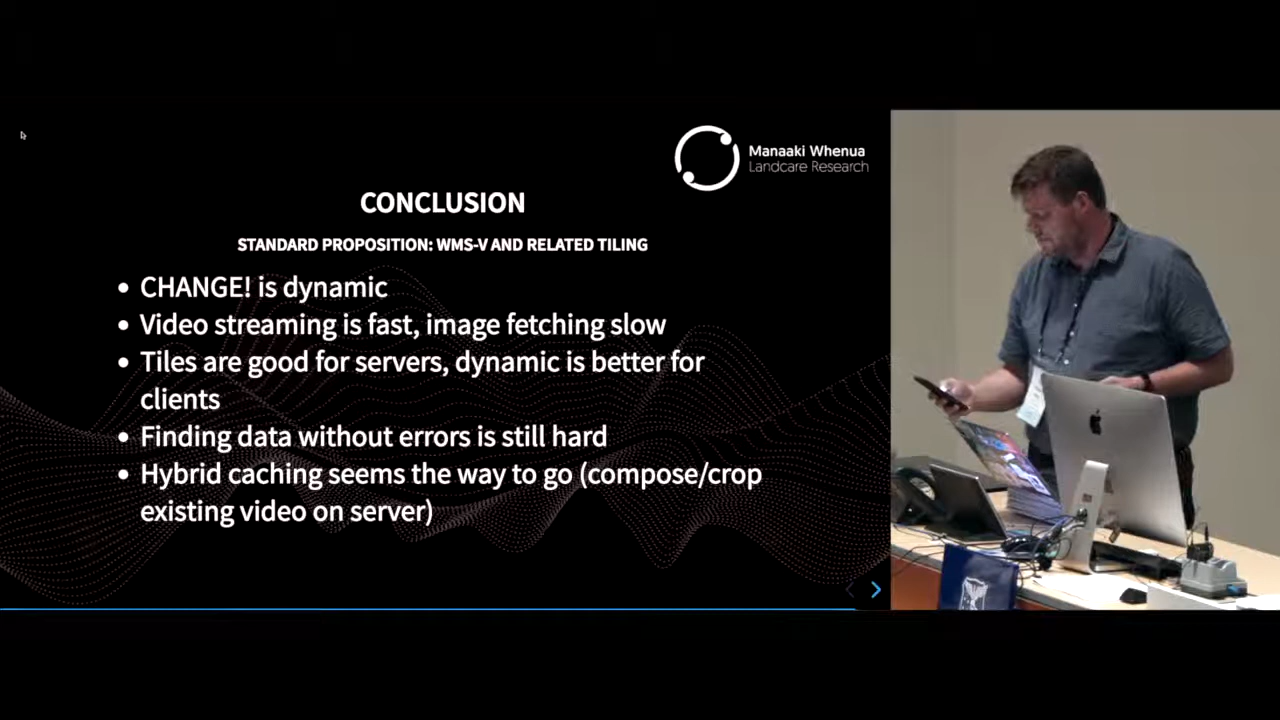 Manaaki Whenua
Landcare Research
CONCLUSION
STANDARD PROPOSITION: WMS-V AND RELATED TILING
• CHANGE! is dynamic
• Video streaming is fast, image fetching slow
• Tiles are good for servers, dynamic is better for
clients
• Finding data without errors is still hard
• Hybrid caching seems the way to go (compose/crop
existing video on server)